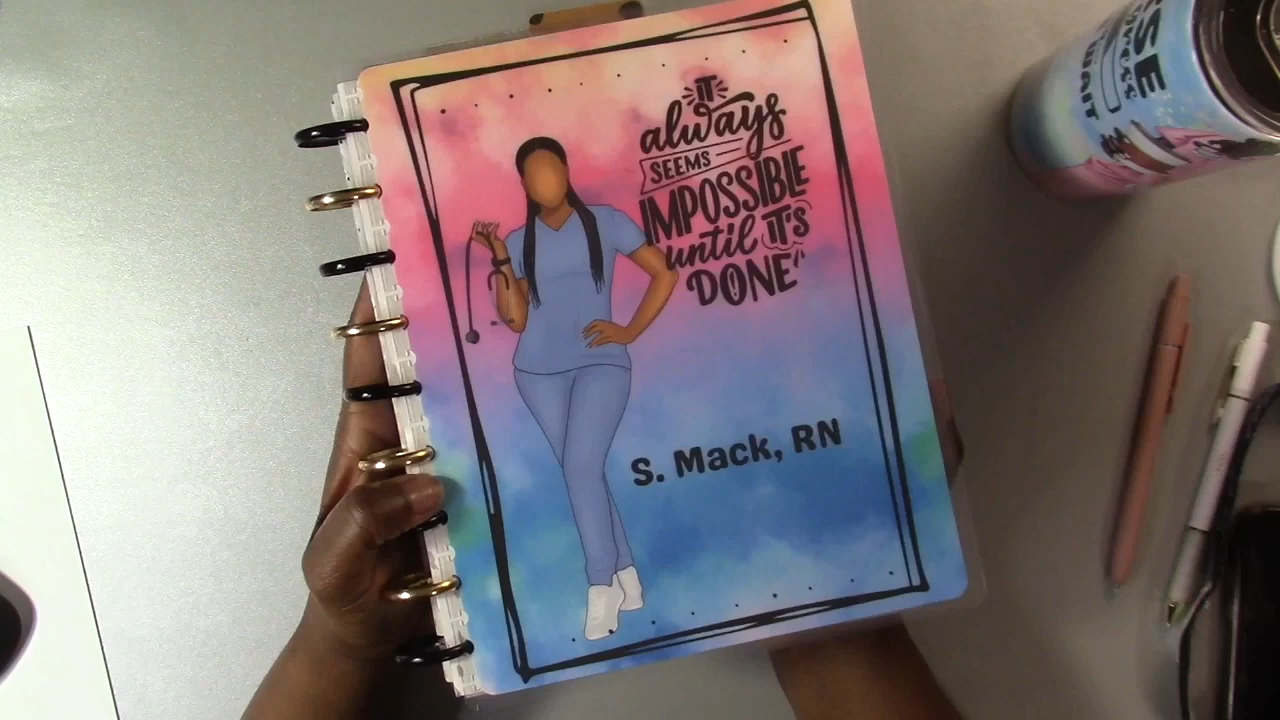 IT
always
SEEMS
IMPOSSIBLE
until IT'S
DONE"
S. Mack, RN